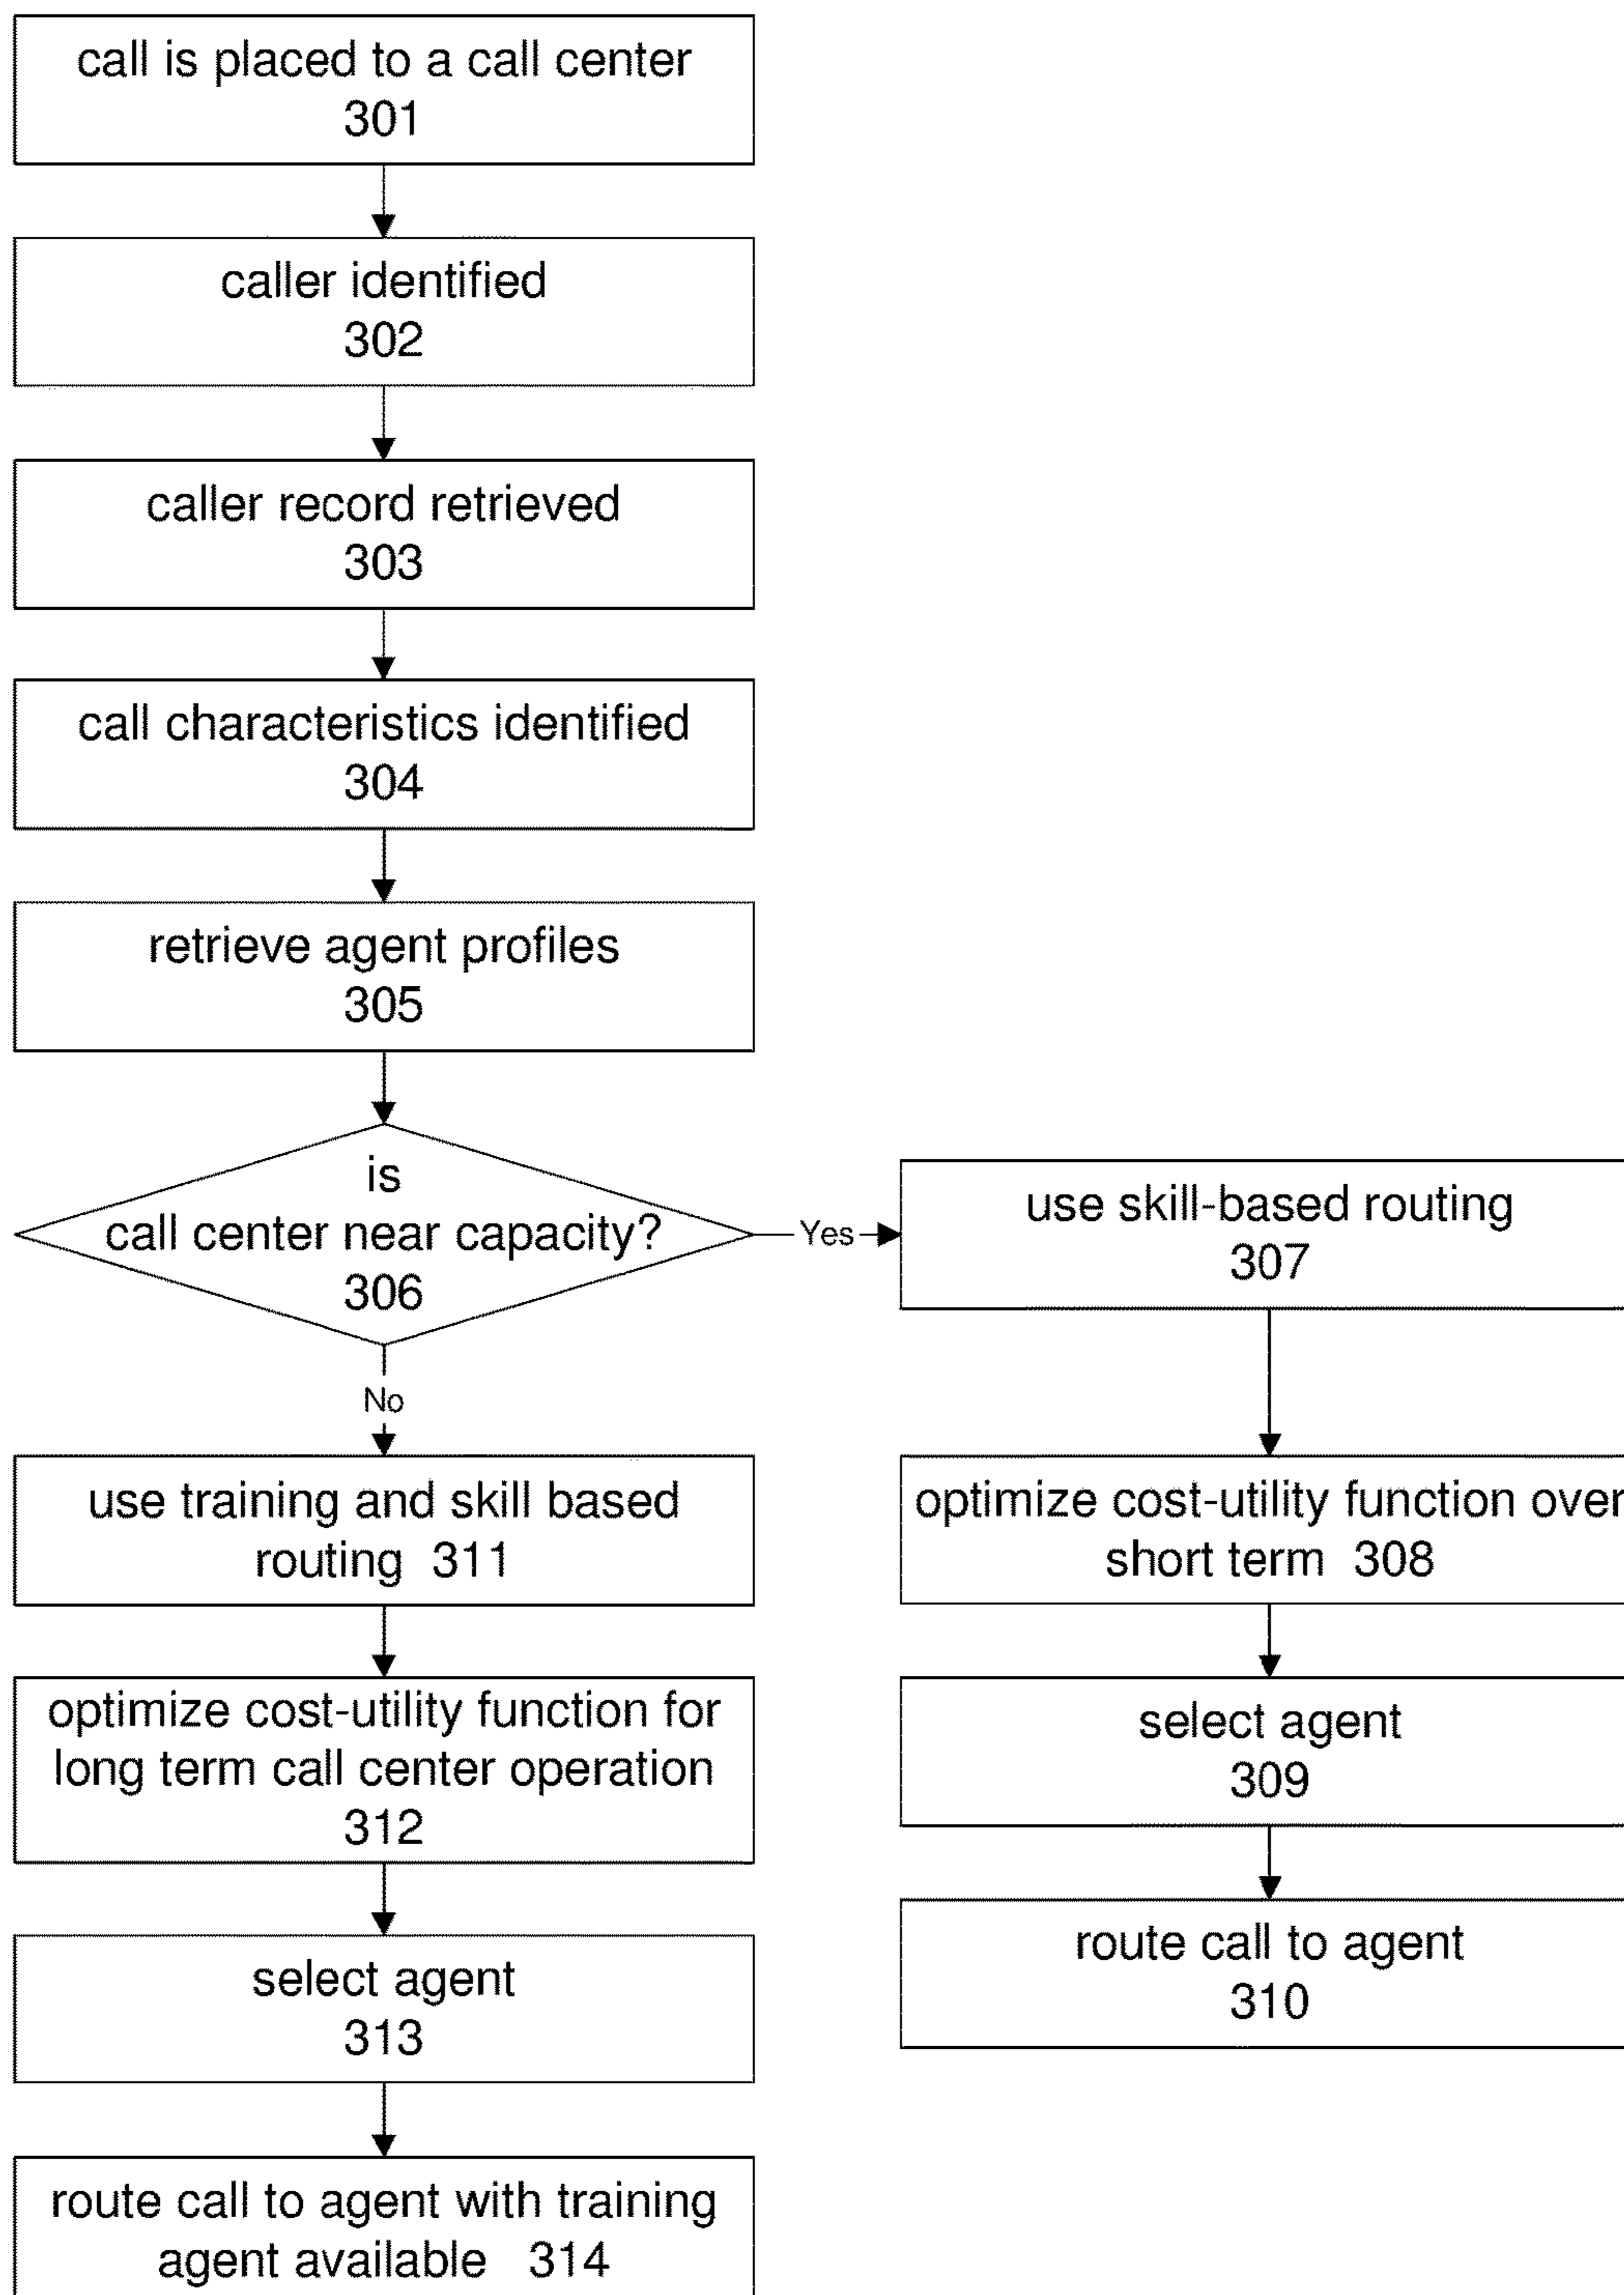 call is placed to a call center
301
caller identified
302
caller record retrieved
303
call characteristics identified
304
retrieve agent profiles
305
is
call center near capacity?
306
Yes
use skill-based routing
307
No
use training and skill based
routing 311
optimize cost-utility function over
short term 308
optimize cost-utility function for
long term call center operation
312
select agent
309
select agent
313
route call to agent
310
route call to agent with training
agent available 314